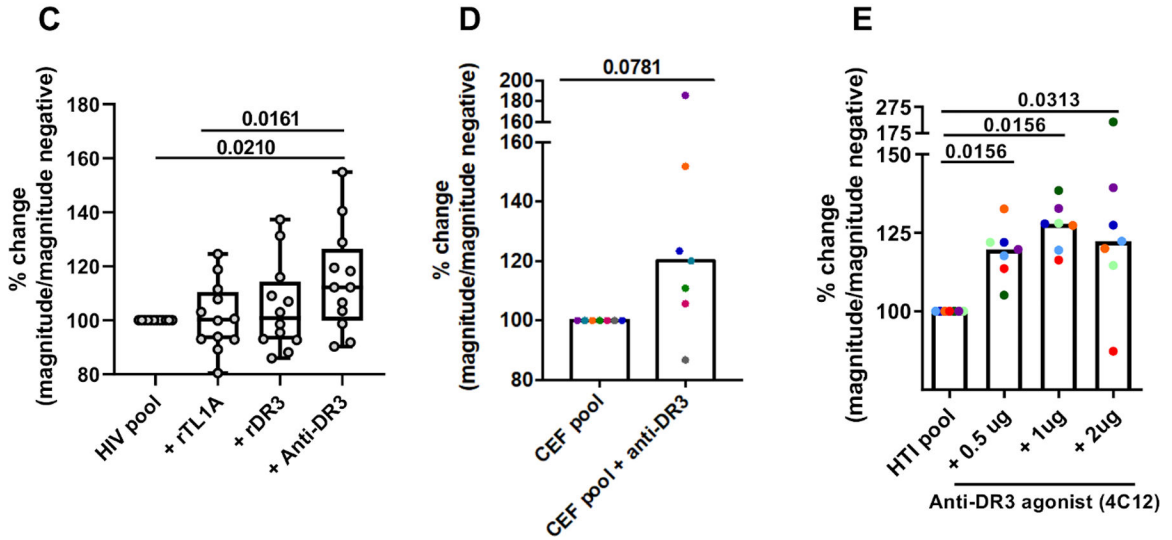 C
% change
(magnitude/magnitude negative)
180
160
140
120
100
80
0.0161
0.0210
HIV pool
+ rTL1A
+ rDR3
+ Anti-DR3
D
% change
(magnitude/magnitude negative)
200
180
160
160
140
120
100
80
0.0781
CEF pool
CEF pool + anti-DR3
E
% change
(magnitude/magnitude negative)
275
175
150
125
100
0.0313
0.0156
0.0156
HTI pool
+ 0.5 ug
+ 1ug
+ 2ug
Anti-DR3 agonist (4C12)